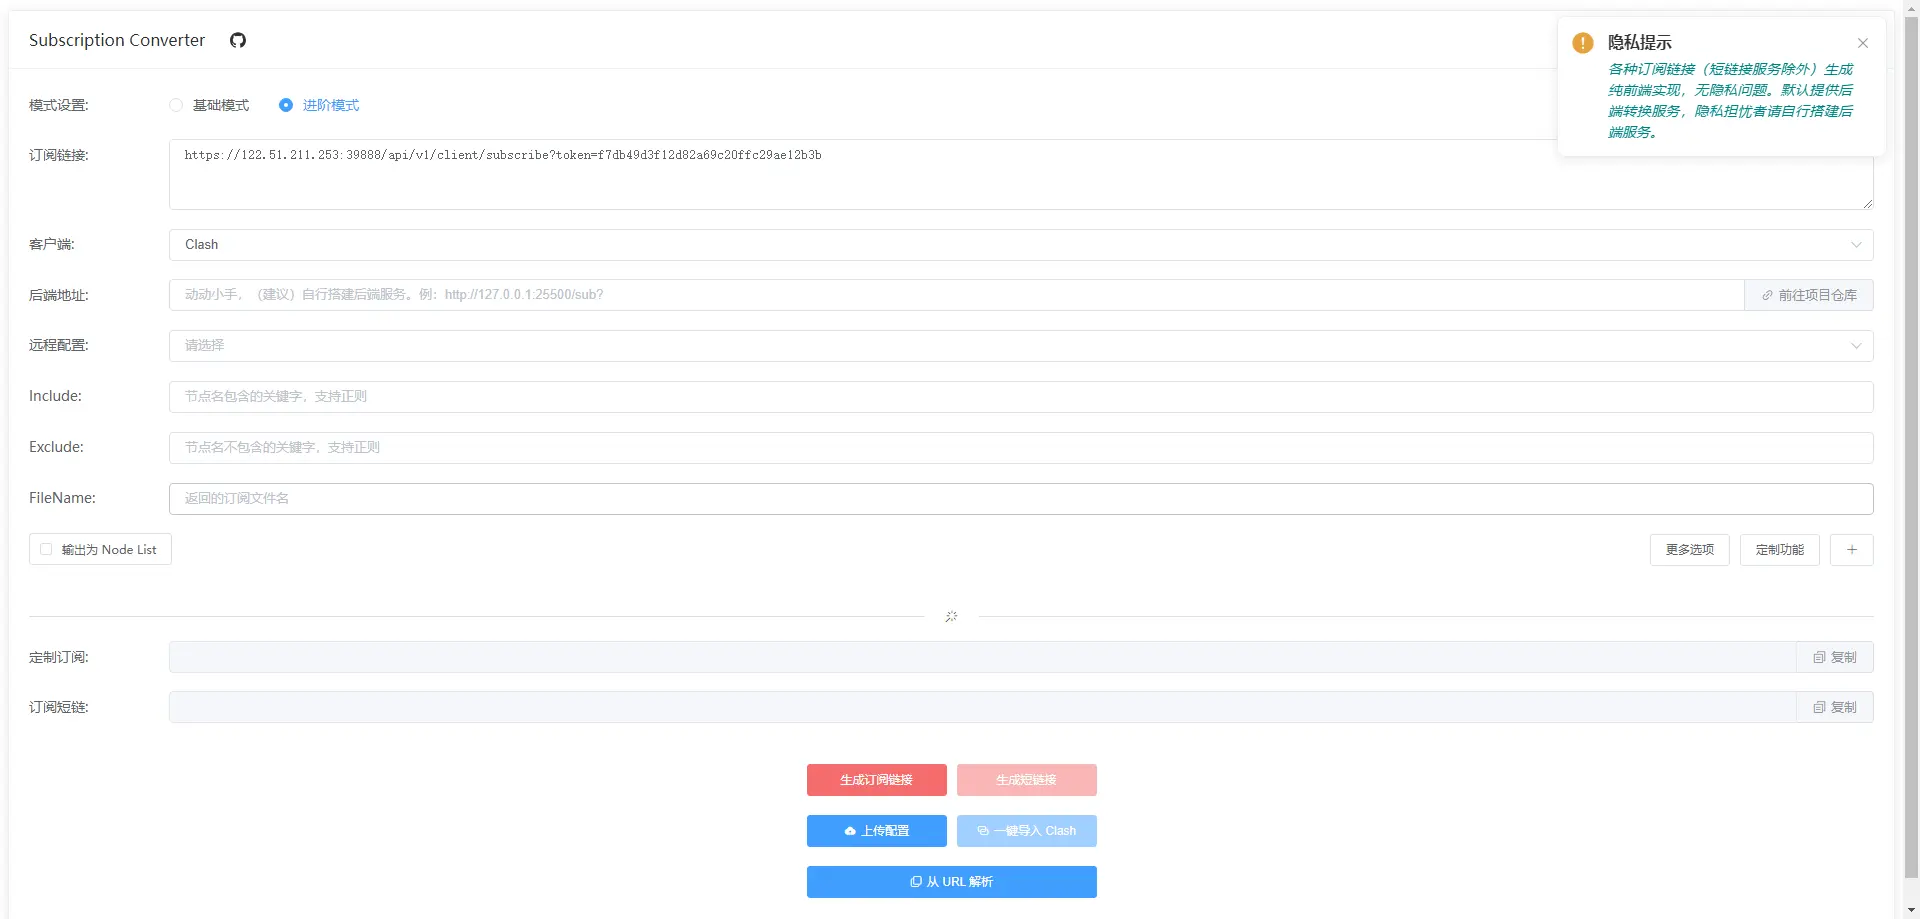 Subscription Converter
隐私提示
各种订阅链接（短链接服务除外）生成
纯前端实现，无隐私问题。默认提供后
端转换服务，隐私担忧者请自行搭建后
端服务。
模式设置:
基础模式
进阶模式
订阅链接:
https://122.51.211.253:39888/api/v1/client/subscribe?token=f7db49d3f12d82a69c20ffc29ae12b3b
客户端:
Clash
后端地址:
动动小手，（建议）自行搭建后端服务。例：http://127.0.0.1:25500/sub?
前往项目仓库
远程配置:
请选择
Include:
节点名包含的关键字，支持正则
Exclude:
节点名不包含的关键字，支持正则
FileName:
返回的订阅文件名
输出为 Node List
更多选项
定制功能
定制订阅:
复制
订阅短链:
复制
生成订阅链接
生成短链接
上传配置
一键导入 Clash
从 URL 解析